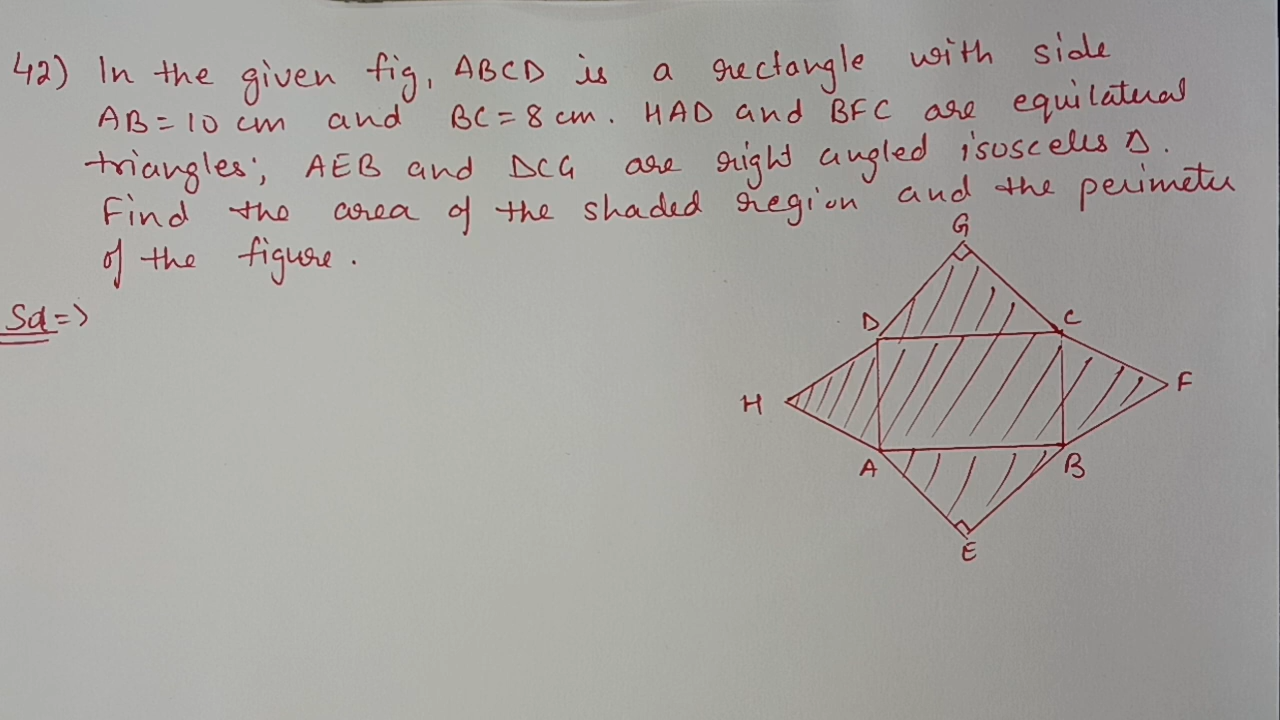 42) In the given fig, ABCD is a rectangle with side
AB = 10 cm and BC = 8 cm. HAD and BFC are equilateral
triangles; AEB and DCG are right angled isoscelles Δ.
Find the area of the shaded region and the perimeter
of the figure.
Sol =>
G
D C
H F
A B
E